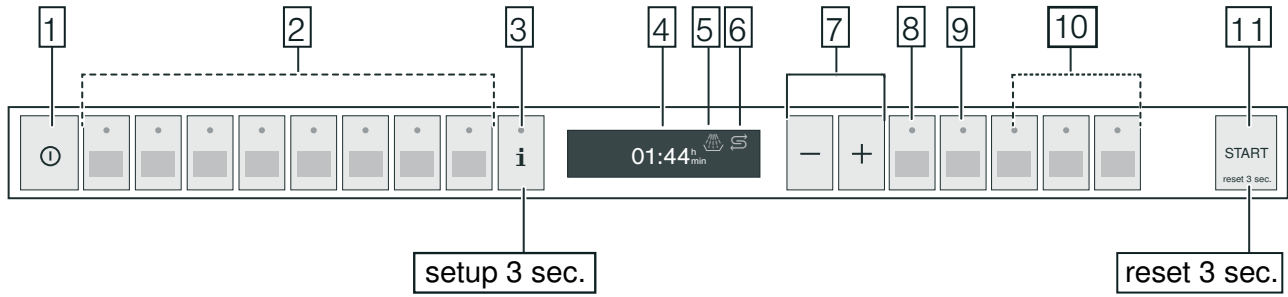 1 2 3 4 5 6 7 8 9 10 11
i
01:44 h min
START
reset 3 sec.
setup 3 sec.
reset 3 sec.